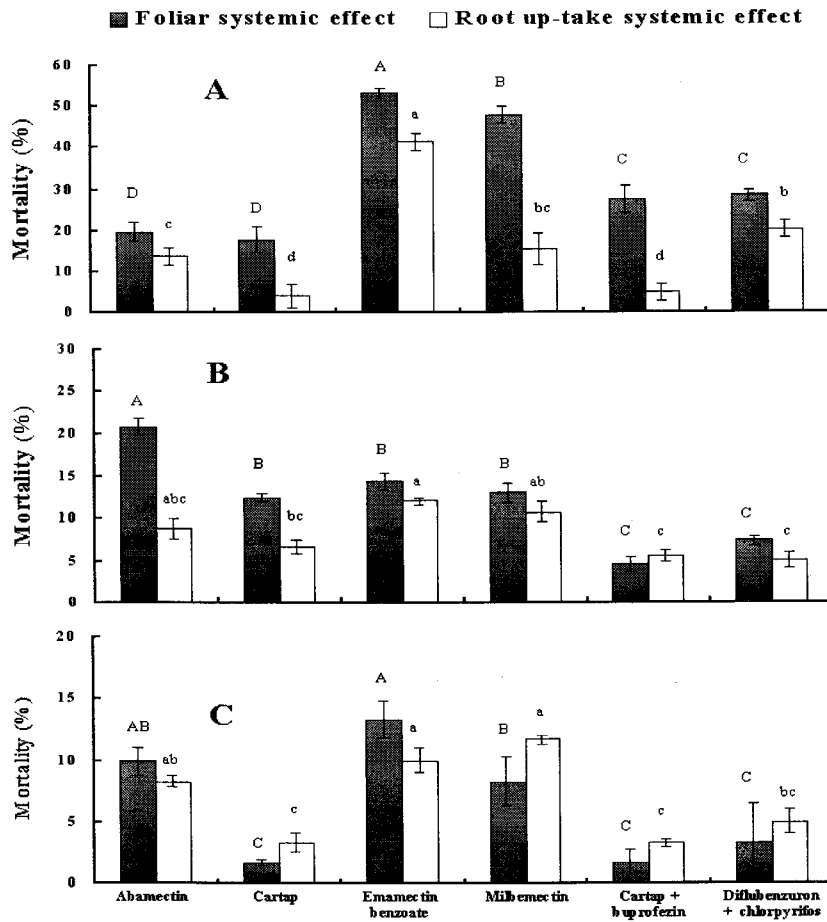 Foliar systemic effect Root up-take systemic effect
A
Mortality (%)
60
50
40
30
20
10
0
D c D d A a B bc C d C b
B
Mortality (%)
30
25
20
15
10
5
0
A abc B bc B a B ab C c C c
C
Mortality (%)
20
15
10
5
0
AB ab C c A a B a C c C bc
Abamectin Cartap Emamectin Milbemectin Cartap + Diflubenzuron
benzoate buprofezin + chlorpyrifos